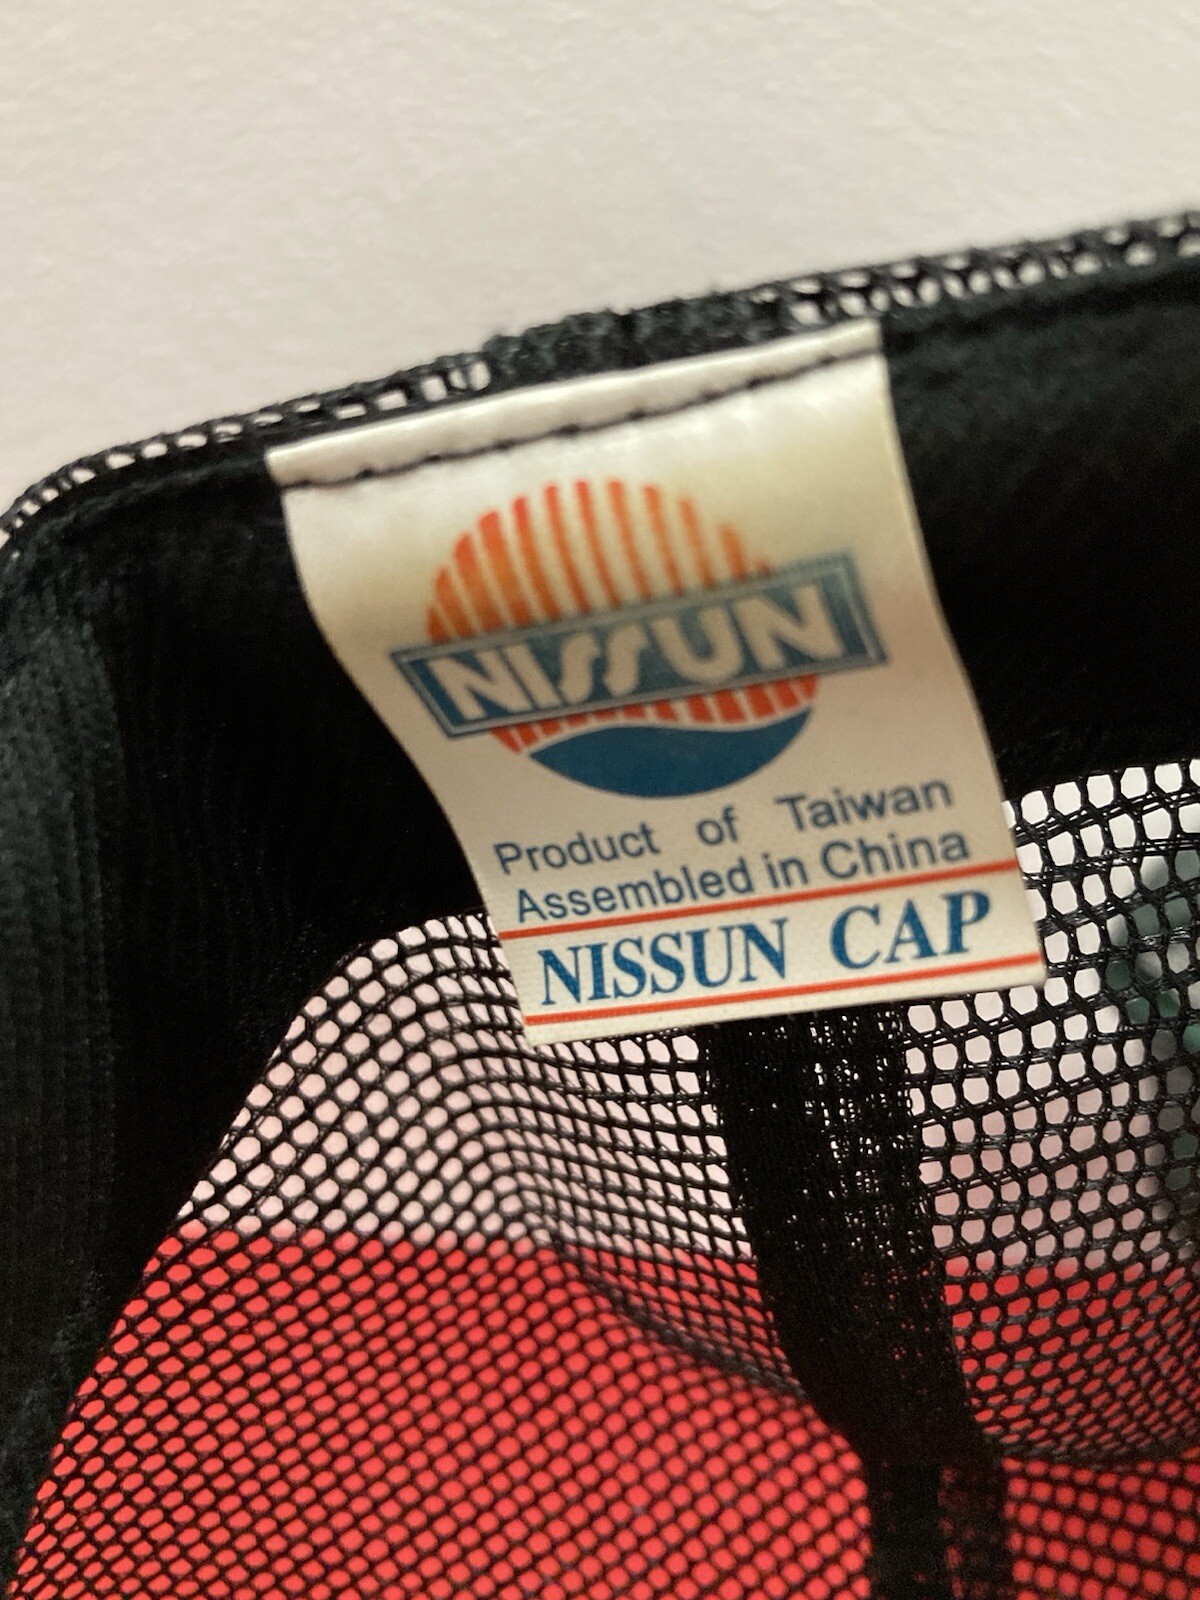 NISSUN
Product of Taiwan
Assembled in China
NISSUN CAP